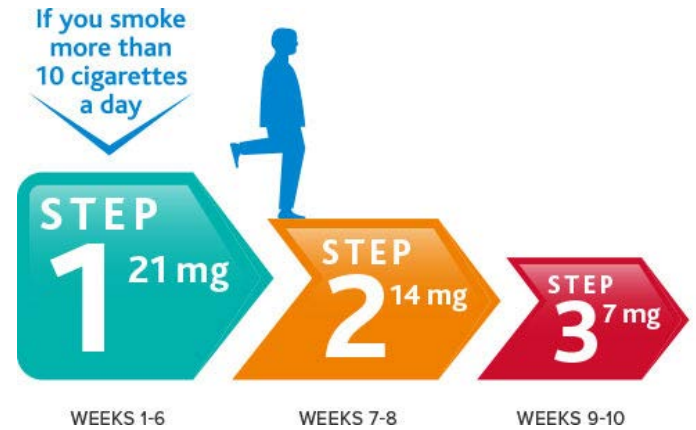 If you smoke
more than
10 cigarettes
a day
STEP
1 21 mg
STEP
2 14 mg
STEP
3 7 mg
WEEKS 1-6
WEEKS 7-8
WEEKS 9-10